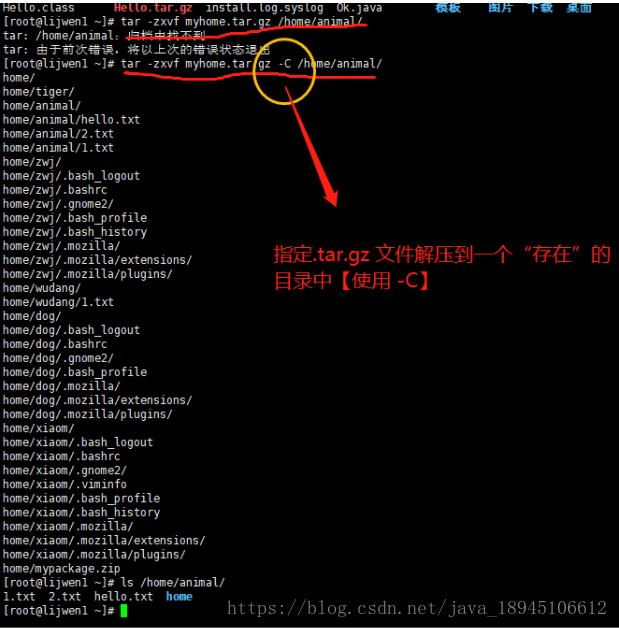 Hello.class Hello.tar.gz install.log.syslog Ok.java 模板 图片 下载 桌面
[root@lijwen1 ~]# tar -zxvf myhome.tar.gz /home/animal/
tar: /home/animal: 归档中找不到
tar: 由于前次错误，将以上次的错误状态退出
[root@lijwen1 ~]# tar -zxvf myhome.tar.gz -C /home/animal/
home/
home/tiger/
home/animal/
home/animal/hello.txt
home/animal/2.txt
home/animal/1.txt
home/zwj/
home/zwj/.bash_logout
home/zwj/.bashrc
home/zwj/.gnome2/
home/zwj/.bash_profile
home/zwj/.bash_history
home/zwj/.mozilla/
home/zwj/.mozilla/extensions/
home/zwj/.mozilla/plugins/
home/wudang/
home/wudang/1.txt
home/dog/
home/dog/.bash_logout
home/dog/.bashrc
home/dog/.gnome2/
home/dog/.bash_profile
home/dog/.mozilla/
home/dog/.mozilla/extensions/
home/dog/.mozilla/plugins/
home/xiaom/
home/xiaom/.bash_logout
home/xiaom/.bashrc
home/xiaom/.gnome2/
home/xiaom/.viminfo
home/xiaom/.bash_profile
home/xiaom/.bash_history
home/xiaom/.mozilla/
home/xiaom/.mozilla/extensions/
home/xiaom/.mozilla/plugins/
home/mypackage.zip
[root@lijwen1 ~]# ls /home/animal/
1.txt 2.txt hello.txt home
[root@lijwen1 ~]#
指定.tar.gz 文件解压到一个“存在”的
目录中【使用 -C】
https://blog.csdn.net/java_18945106612